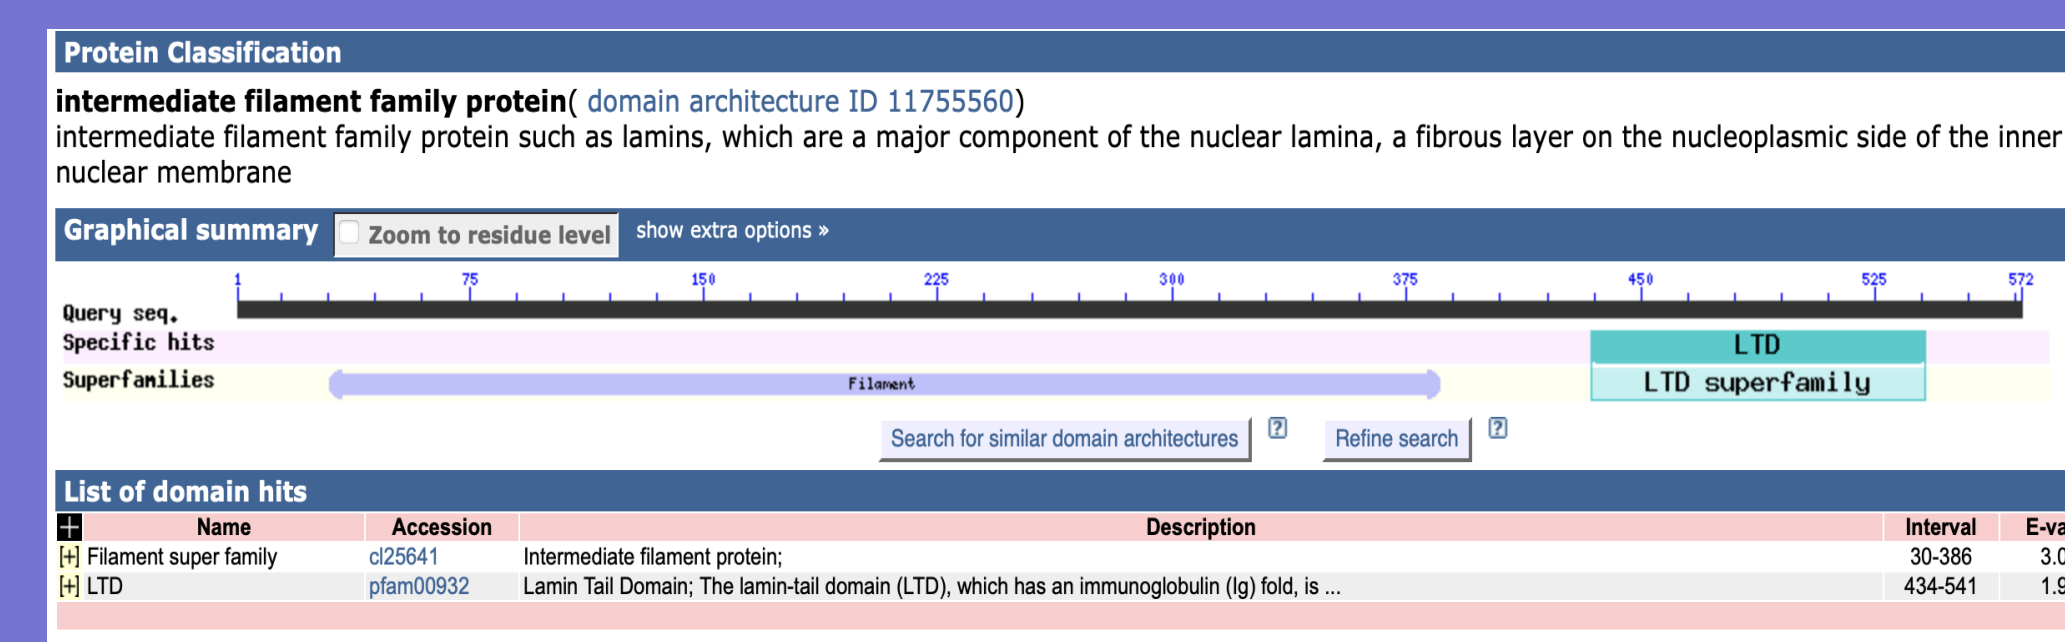 Protein Classification
intermediate filament family protein( domain architecture ID 11755560)
intermediate filament family protein such as lamins, which are a major component of the nuclear lamina, a fibrous layer on the nucleoplasmic side of the inner
nuclear membrane
Graphical summary Zoom to residue level show extra options »
1 75 150 225 300 375 450 525 572
Query seq.
Specific hits LTD
Superfamilies Filament LTD superfamily
Search for similar domain architectures ? Refine search ?
List of domain hits
+ Name Accession Description Interval E-va
[+] Filament super family cl25641 Intermediate filament protein; 30-386 3.0
[+] LTD pfam00932 Lamin Tail Domain; The lamin-tail domain (LTD), which has an immunoglobulin (Ig) fold, is ... 434-541 1.9